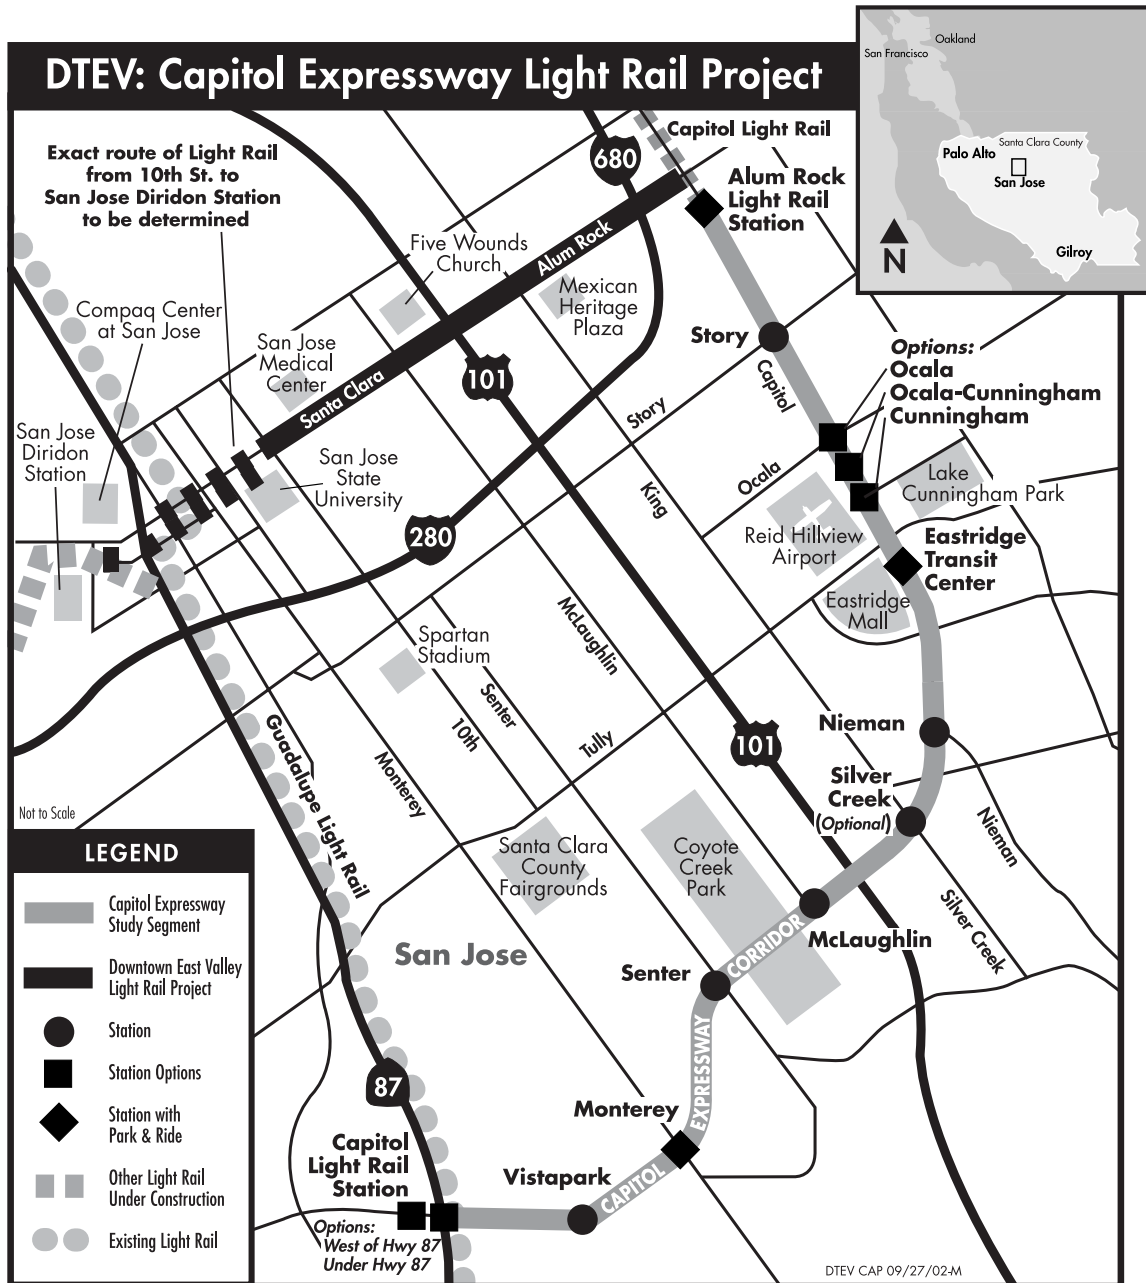 DTEV: Capitol Expressway Light Rail Project
San Francisco
Oakland
Santa Clara County
Palo Alto
San Jose
Gilroy
N
Exact route of Light Rail
from 10th St. to
San Jose Diridon Station
to be determined
680
Capitol Light Rail
Alum Rock
Light Rail
Station
Five Wounds
Church
Alum Rock
Mexican
Heritage
Plaza
Compaq Center
at San Jose
San Jose
Medical
Center
Santa Clara
101
Story
Capitol
Options:
Ocala
Ocala-Cunningham
Cunningham
San Jose
Diridon
Station
San Jose
State
University
Story
King
Ocala
Lake
Cunningham Park
280
Reid Hillview
Airport
Eastridge
Transit
Center
Eastridge
Mall
McLaughlin
Spartan
Stadium
Senter
10th
Tully
101
Nieman
Guadalupe Light Rail
Monterey
Silver
Creek
(Optional)
Nieman
Not to Scale
Santa Clara
County
Fairgrounds
Coyote
Creek
Park
Silver Creek
San Jose
McLaughlin
CORRIDOR
Senter
EXPRESSWAY
87
Monterey
Capitol
Light Rail
Station
Vistapark
CAPITOL
Options:
West of Hwy 87
Under Hwy 87
LEGEND
Capitol Expressway
Study Segment
Downtown East Valley
Light Rail Project
Station
Station Options
Station with
Park & Ride
Other Light Rail
Under Construction
Existing Light Rail
DTEV CAP 09/27/02-M